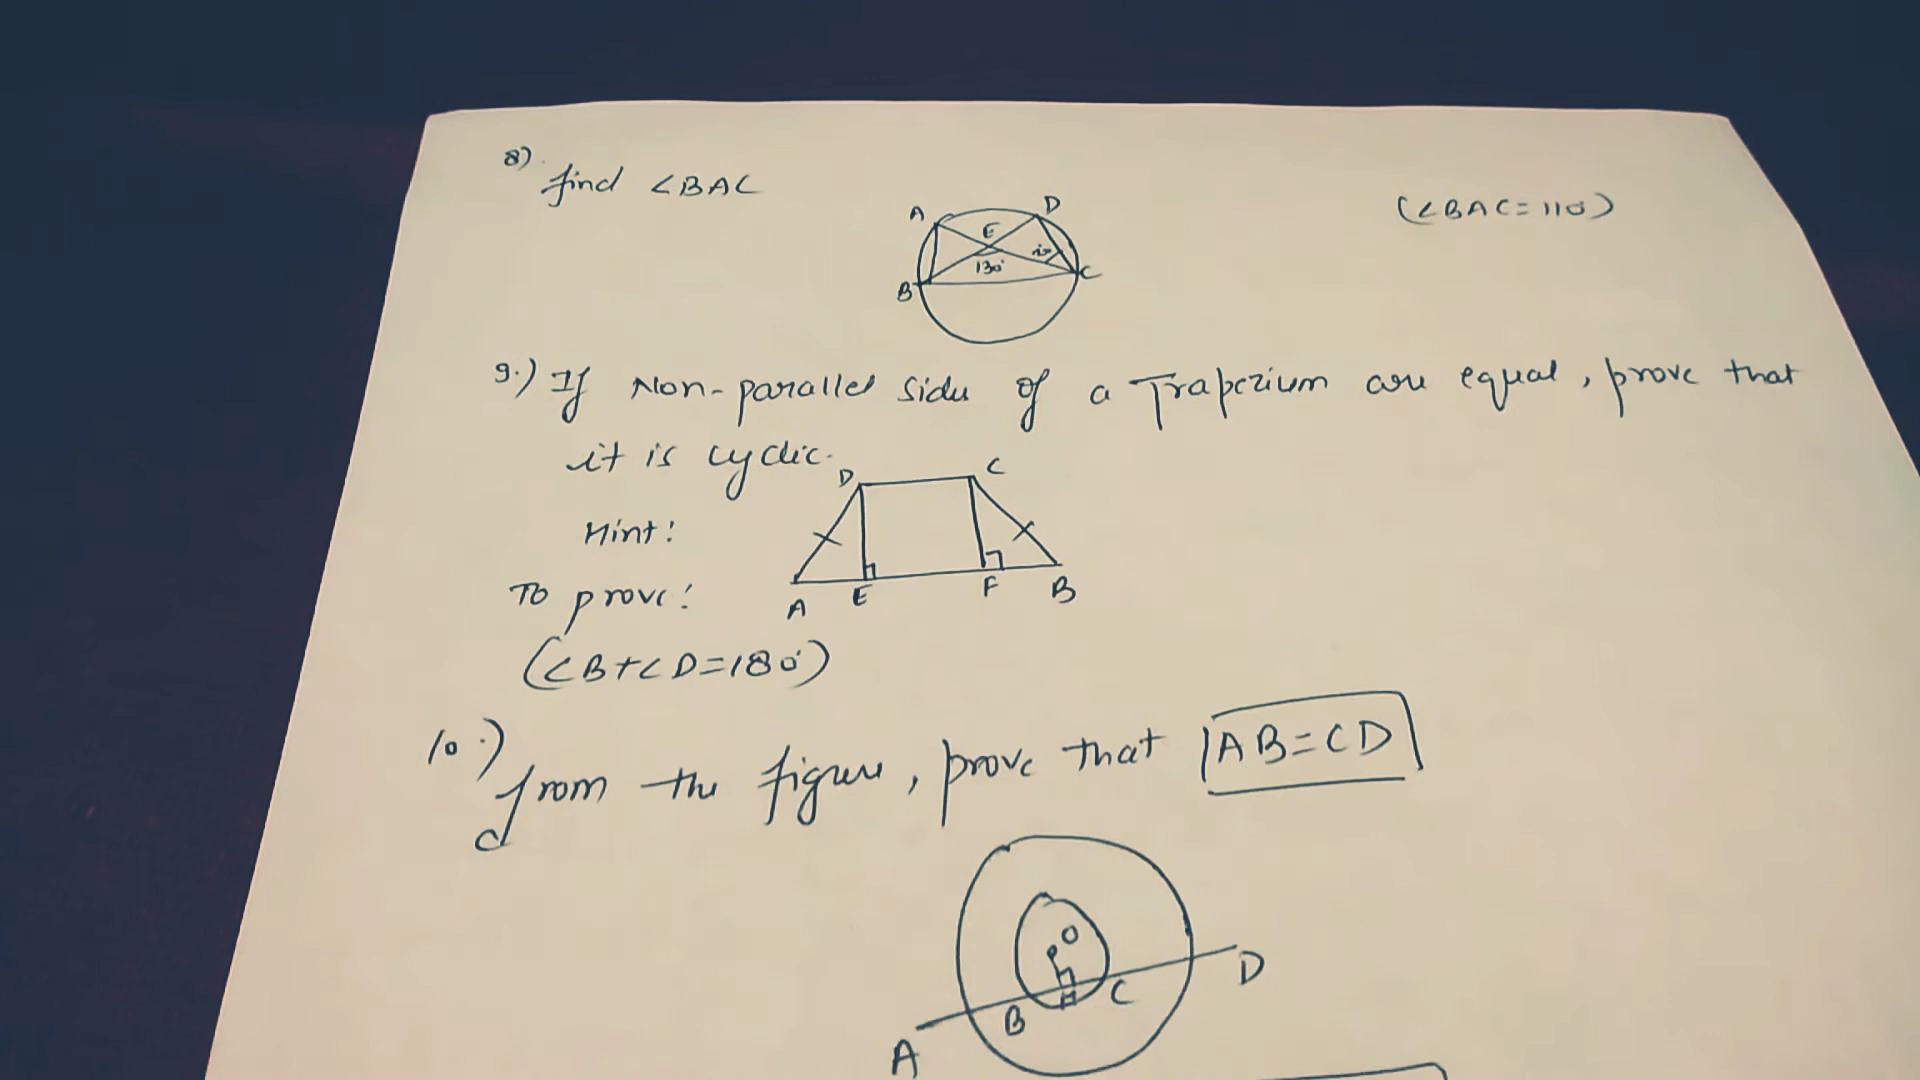 8)
find ∠BAC
(∠BAC=110°)
A D
E
130°
B C
9.) If Non-parallel side of a Trapezium are equal, prove that
it is cyclic.
D C
Hint:
To prove:
A E F B
(∠B+∠D=180°)
10.)
from the figure, prove that AB=CD
O
B C D
A